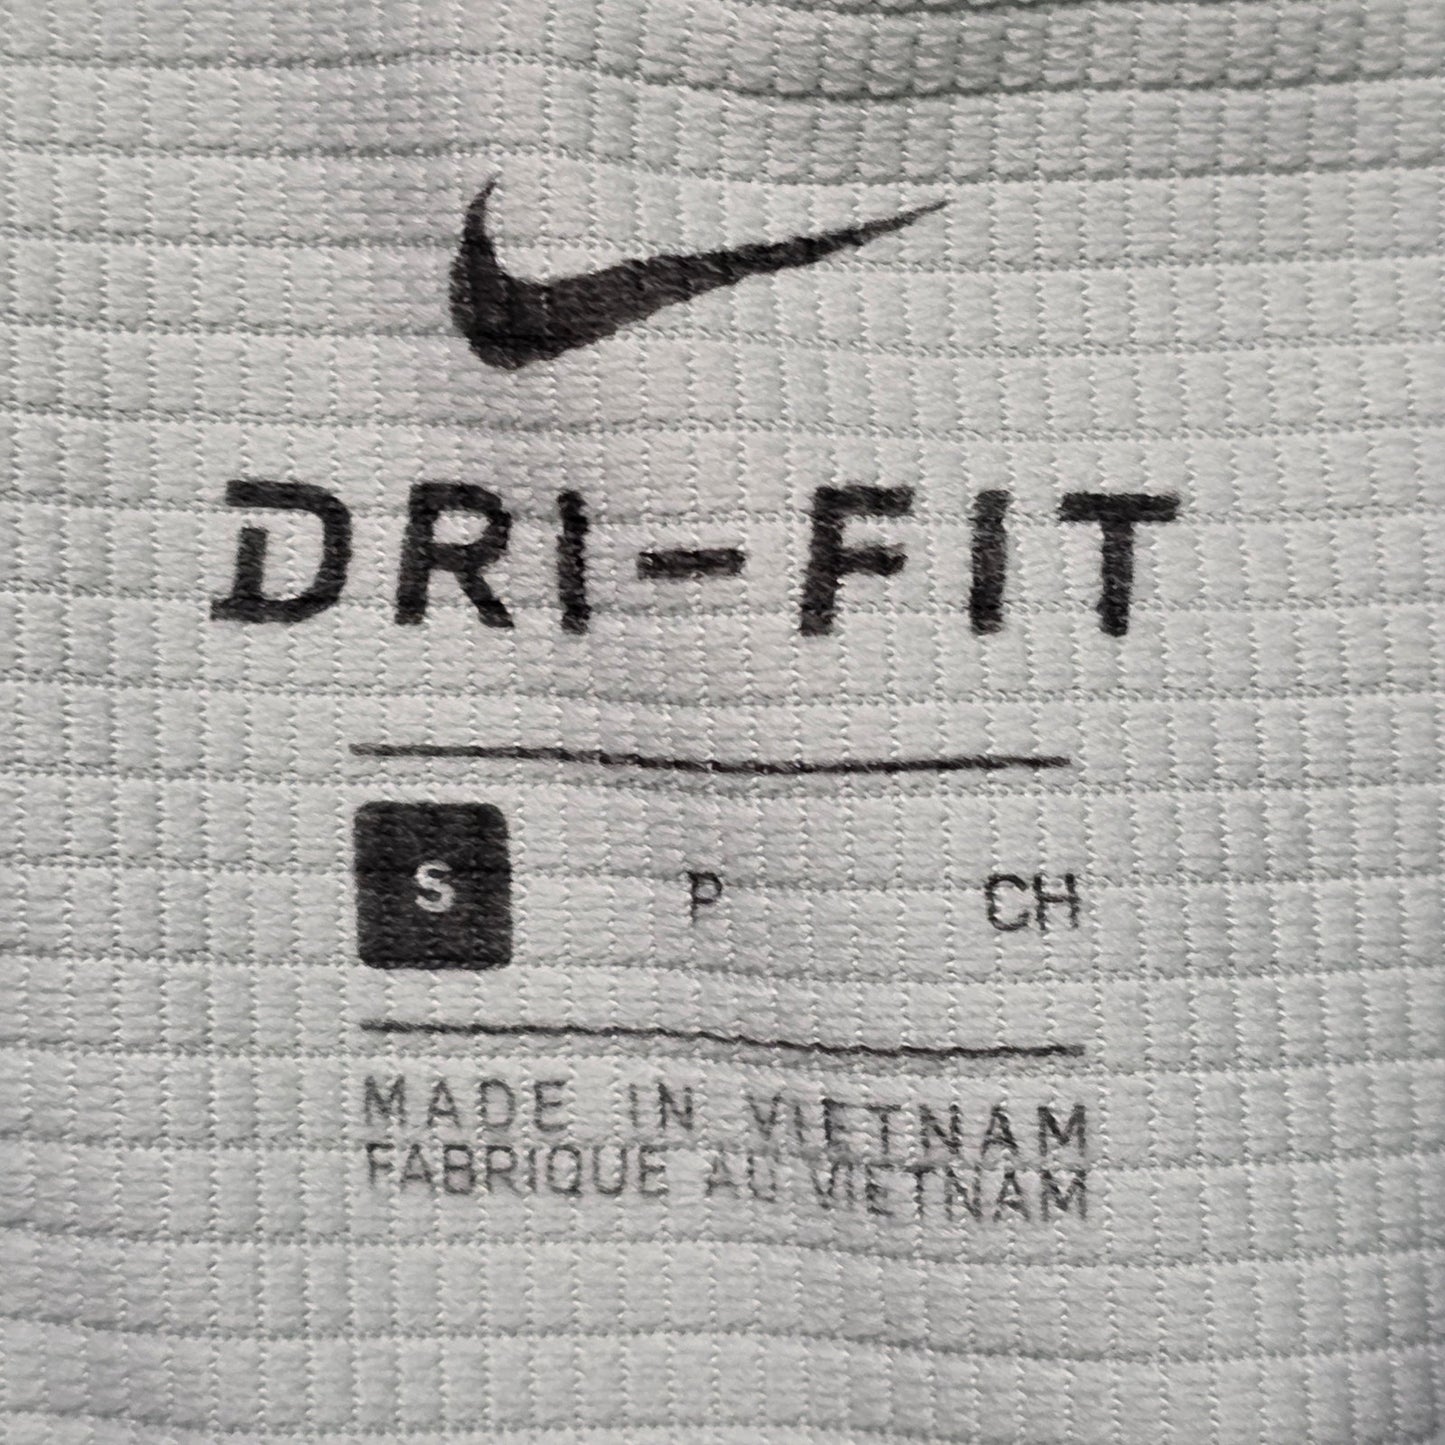 DRI-FIT
S P CH
MADE IN VIETNAM
FABRIQUE AU VIETNAM